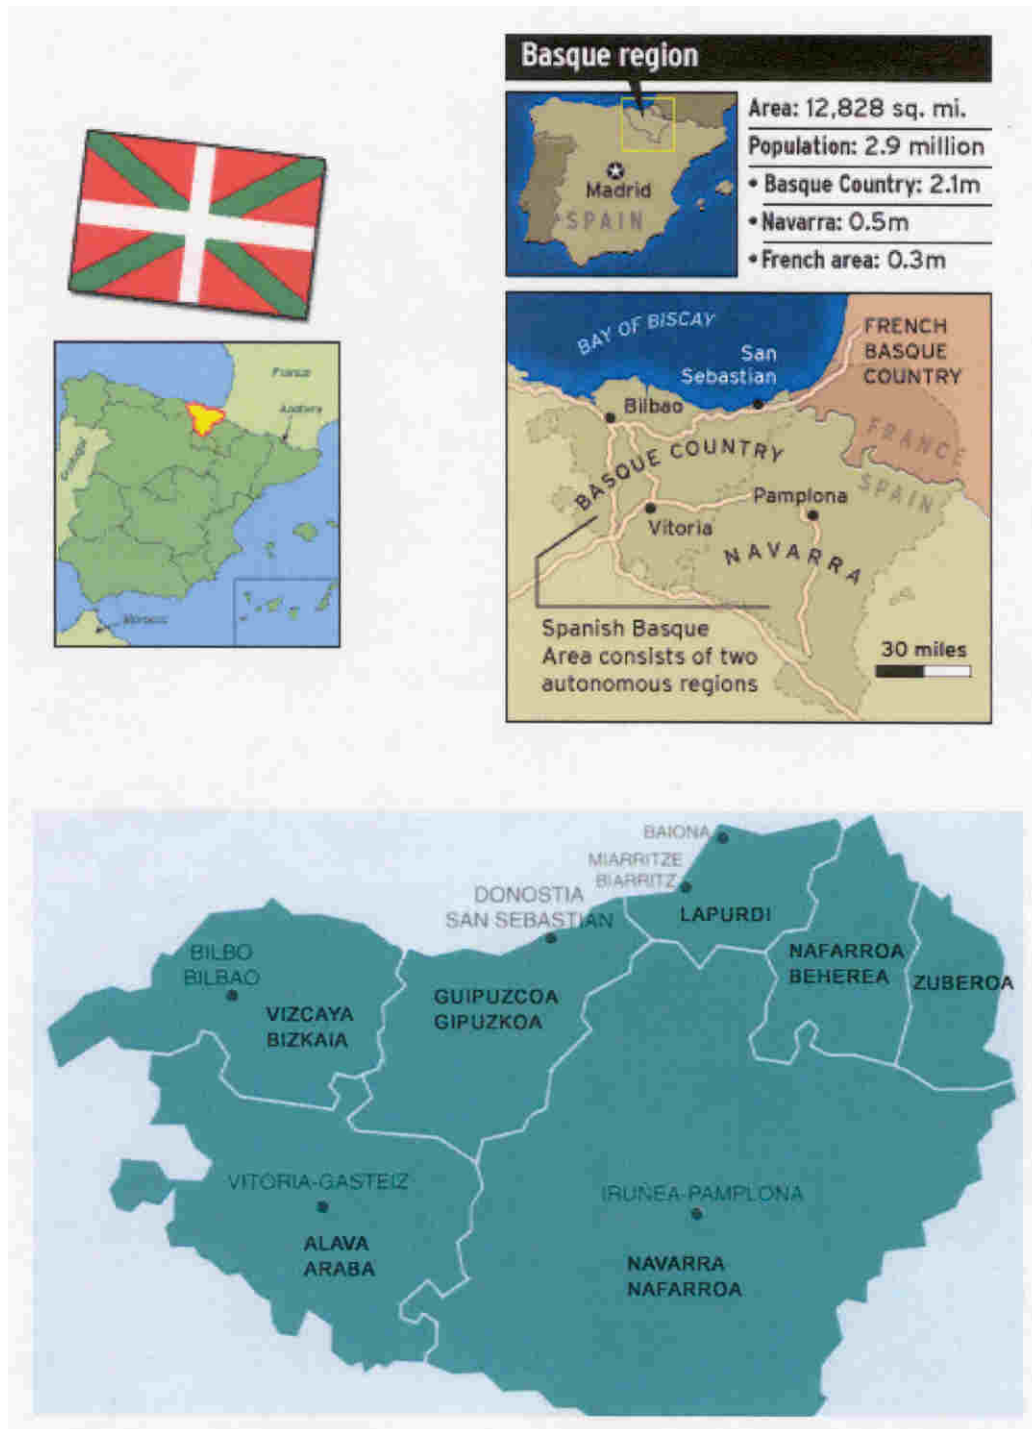 Basque region
Madrid
SPAIN
Area: 12,828 sq. mi.
Population: 2.9 million
• Basque Country: 2.1m
• Navarra: 0.5m
• French area: 0.3m
France
Andorra
Portugal
Morocco
BAY OF BISCAY
San
Sebastian
FRENCH
BASQUE
COUNTRY
Bilbao
FRANCE
SPAIN
BASQUE COUNTRY
Pamplona
Vitoria
NAVARRA
Spanish Basque
Area consists of two
autonomous regions
30 miles
BAIONA
MIARRITZE
BIARRITZ
DONOSTIA
SAN SEBASTIAN
LAPURDI
BILBO
BILBAO
NAFARROA
BEHEREA
ZUBEROA
GUIPUZCOA
GIPUZKOA
VIZCAYA
BIZKAIA
VITORIA-GASTEIZ
IRUÑEA-PAMPLONA
ALAVA
ARABA
NAVARRA
NAFARROA